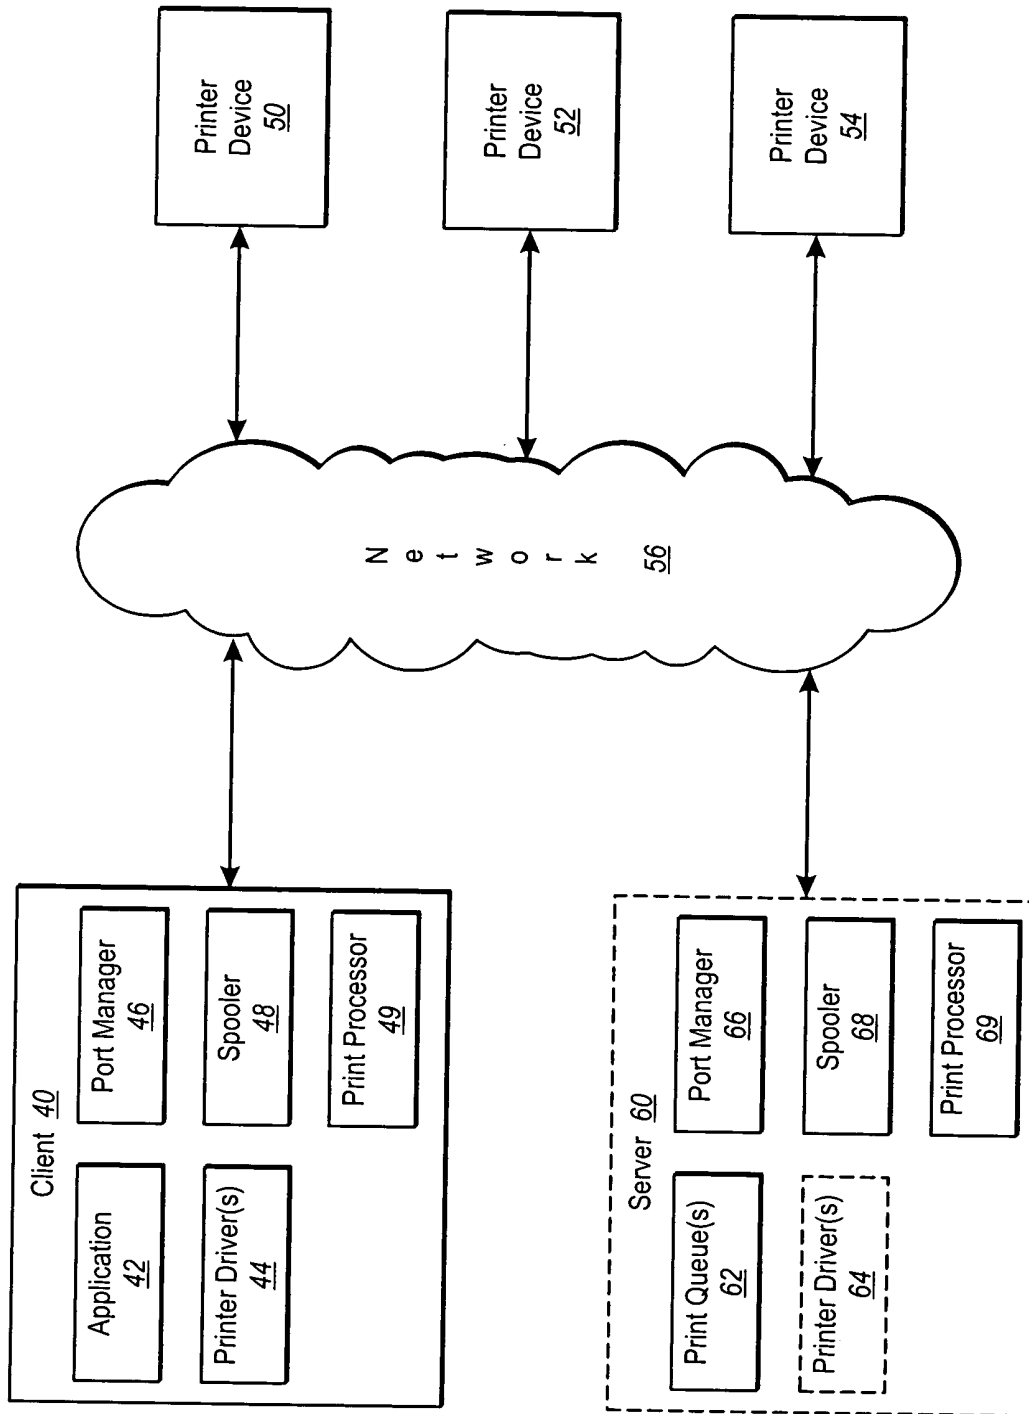 Client 40
Application
42
Port Manager
46
Printer Driver(s)
44
Spooler
48
Print Processor
49
Server 60
Print Queue(s)
62
Port Manager
66
Printer Driver(s)
64
Spooler
68
Print Processor
69
Network
56
Printer
Device
50
Printer
Device
52
Printer
Device
54